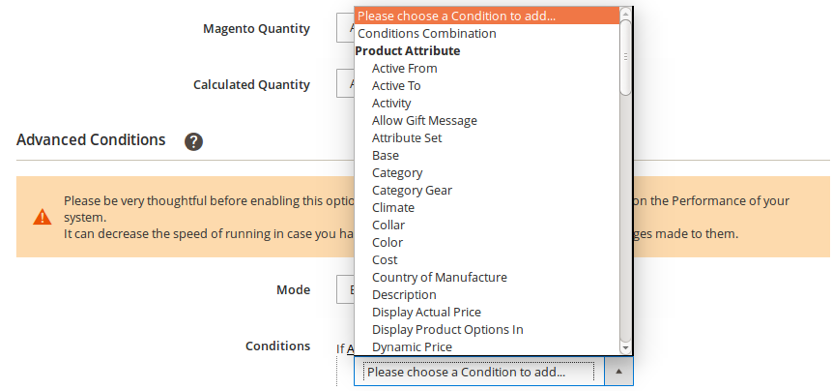 Please choose a Condition to add...
Magento Quantity
A
Conditions Combination
Product Attribute
Active From
Calculated Quantity
A
Active To
Activity
Allow Gift Message
Advanced Conditions ?
Attribute Set
Base
Category
Category Gear
Please be very thoughtful before enabling this optio
on the Performance of your
system.
Climate
Collar
It can decrease the speed of running in case you ha
ges made to them.
Color
Cost
Country of Manufacture
Mode
Description
Display Actual Price
Display Product Options In
Conditions
If A
Dynamic Price
Please choose a Condition to add...